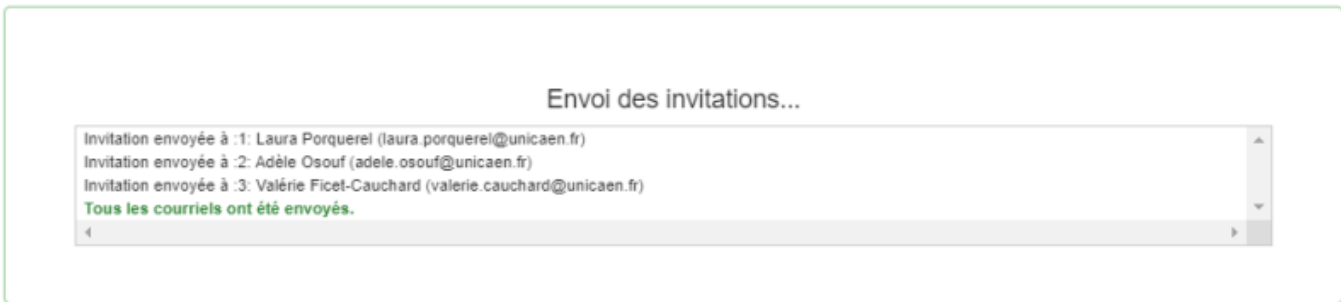 Envoi des invitations...
Invitation envoyée à :1: Laura Porquerel (laura.porquerel@unicaen.fr)
Invitation envoyée à :2: Adèle Osouf (adele.osouf@unicaen.fr)
Invitation envoyée à :3: Valérie Ficet-Cauchard (valerie.cauchard@unicaen.fr)
Tous les courriels ont été envoyés.